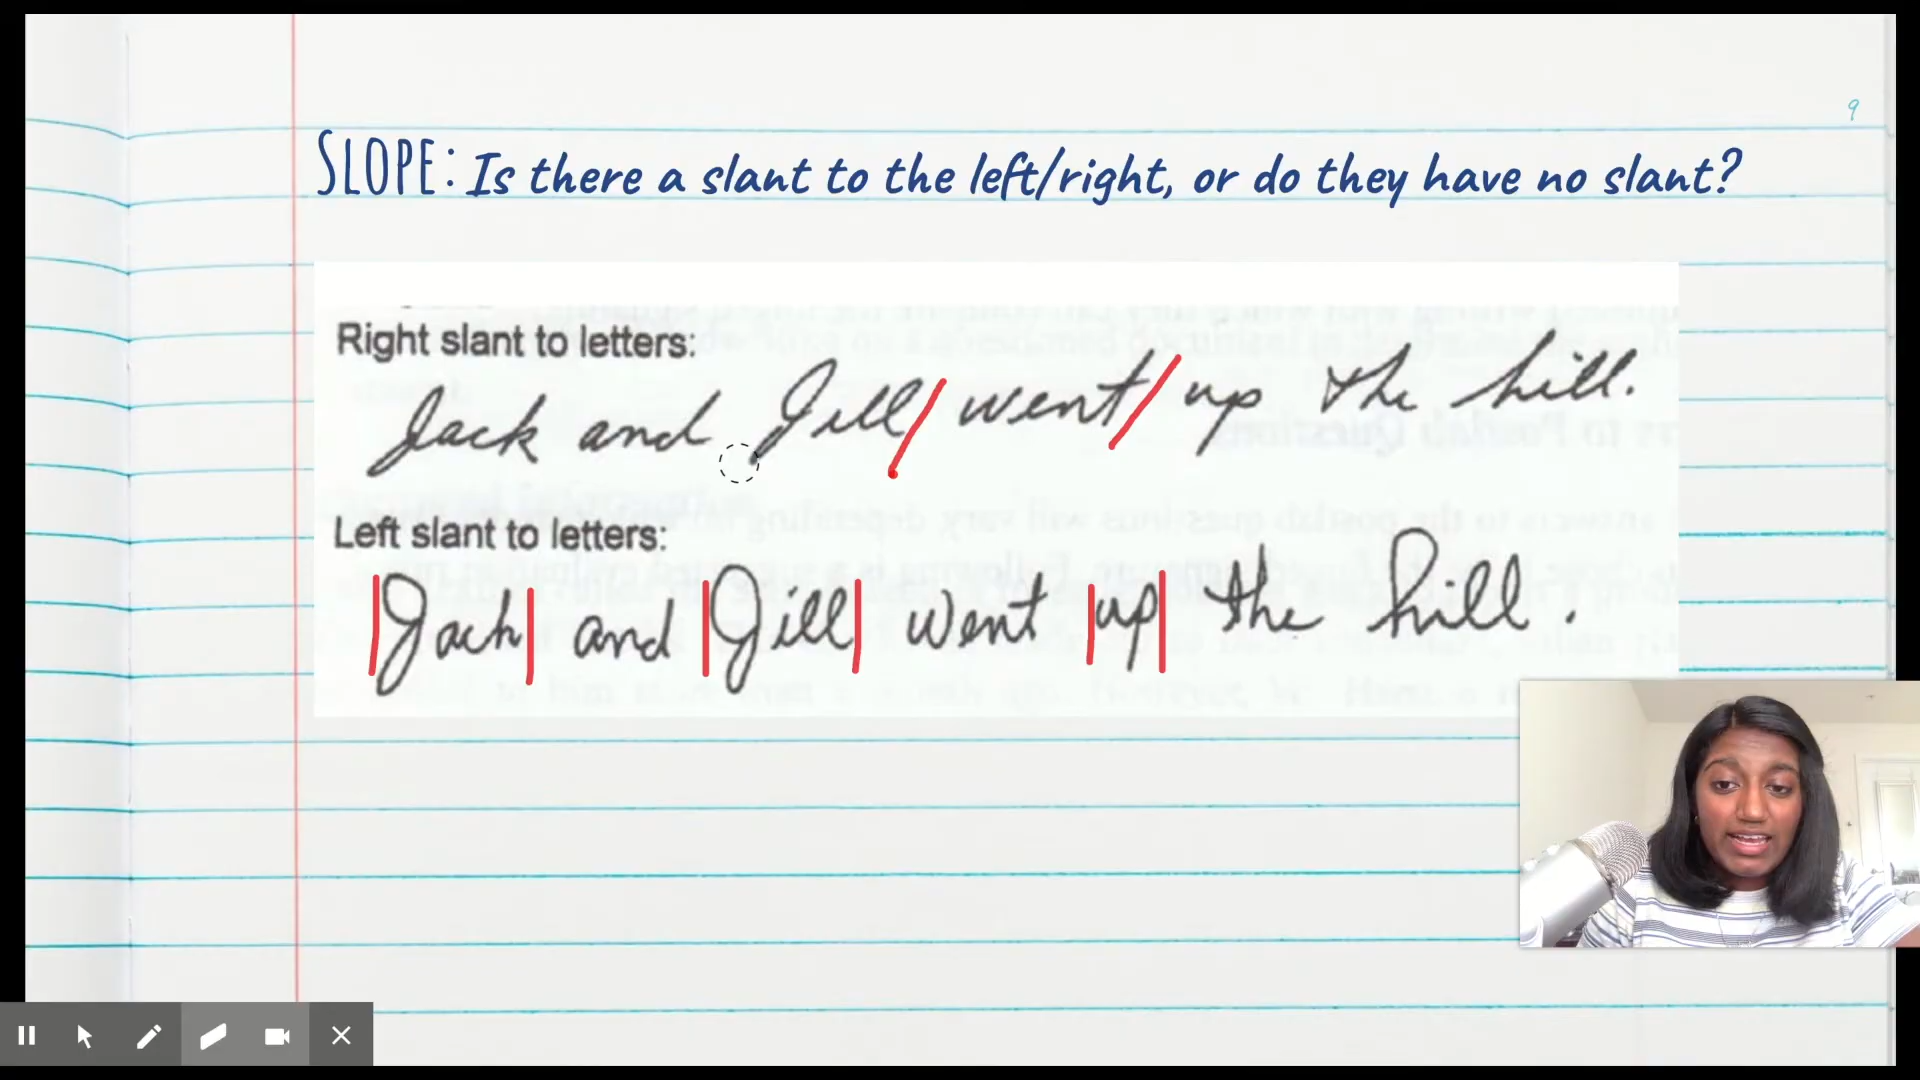 9
SLOPE: Is there a slant to the left/right, or do they have no slant?
Right slant to letters:
Jack and Jill went up the hill.
Left slant to letters:
Jack and Jill went up the hill.